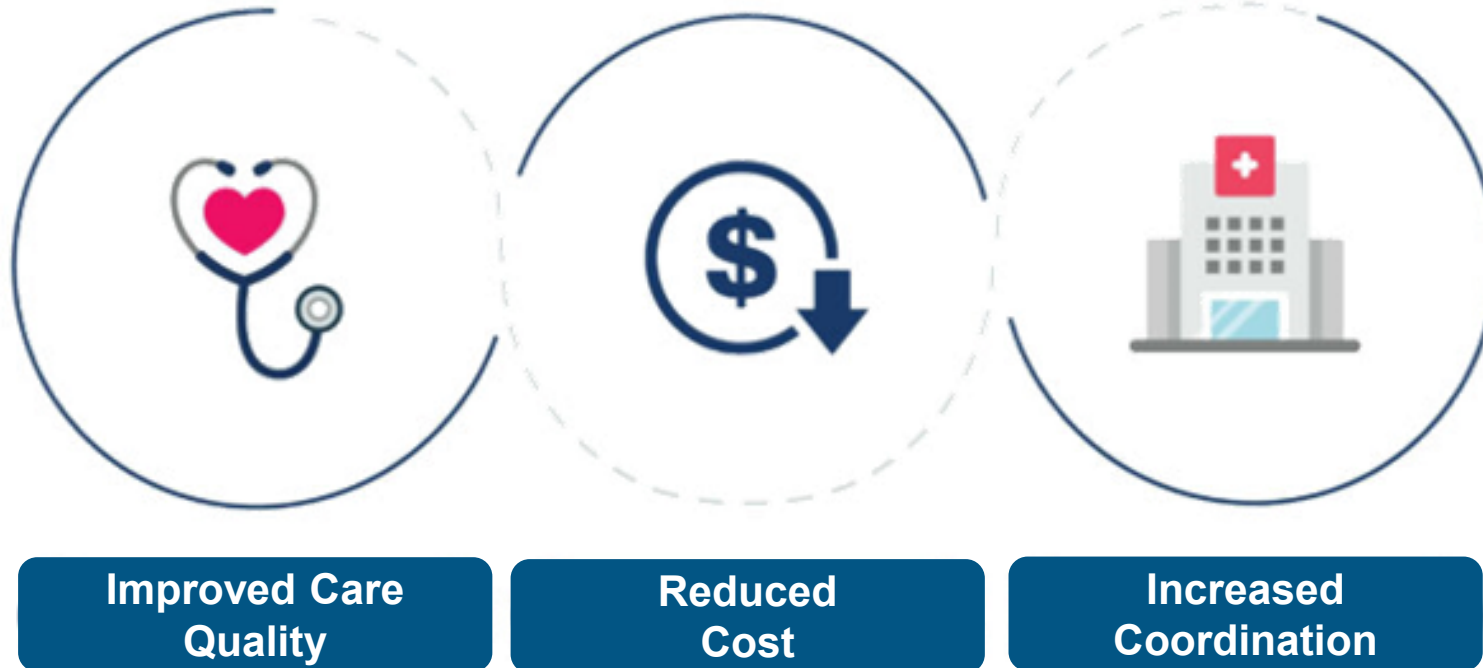 Improved Care
Quality
Reduced
Cost
Increased
Coordination